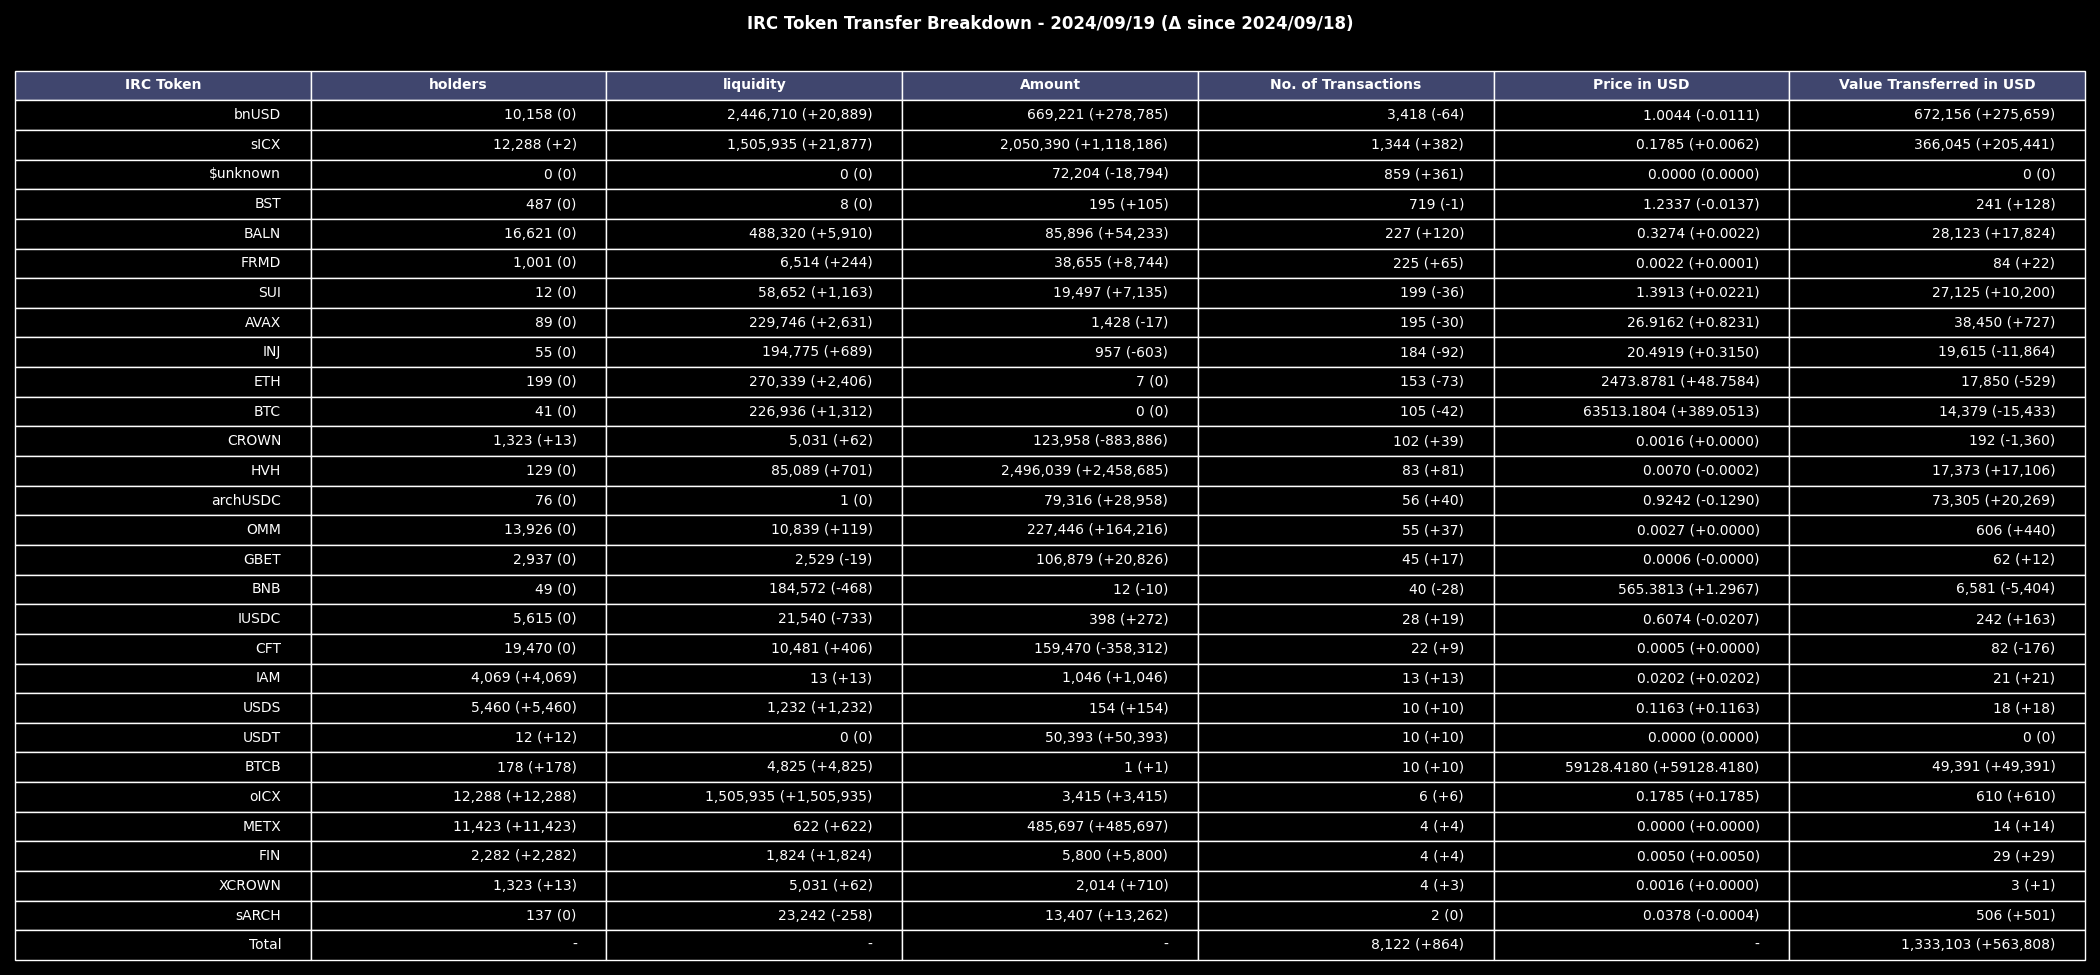 IRC Token Transfer Breakdown - 2024/09/19 (Δ since 2024/09/18)
IRC Token holders liquidity Amount No. of Transactions Price in USD Value Transferred in USD
bnUSD 10,158 (0) 2,446,710 (+20,889) 669,221 (+278,785) 3,418 (-64) 1.0044 (-0.0111) 672,156 (+275,659)
sICX 12,288 (+2) 1,505,935 (+21,877) 2,050,390 (+1,118,186) 1,344 (+382) 0.1785 (+0.0062) 366,045 (+205,441)
$unknown 0 (0) 0 (0) 72,204 (-18,794) 859 (+361) 0.0000 (0.0000) 0 (0)
BST 487 (0) 8 (0) 195 (+105) 719 (-1) 1.2337 (-0.0137) 241 (+128)
BALN 16,621 (0) 488,320 (+5,910) 85,896 (+54,233) 227 (+120) 0.3274 (+0.0022) 28,123 (+17,824)
FRMD 1,001 (0) 6,514 (+244) 38,655 (+8,744) 225 (+65) 0.0022 (+0.0001) 84 (+22)
SUI 12 (0) 58,652 (+1,163) 19,497 (+7,135) 199 (-36) 1.3913 (+0.0221) 27,125 (+10,200)
AVAX 89 (0) 229,746 (+2,631) 1,428 (-17) 195 (-30) 26.9162 (+0.8231) 38,450 (+727)
INJ 55 (0) 194,775 (+689) 957 (-603) 184 (-92) 20.4919 (+0.3150) 19,615 (-11,864)
ETH 199 (0) 270,339 (+2,406) 7 (0) 153 (-73) 2473.8781 (+48.7584) 17,850 (-529)
BTC 41 (0) 226,936 (+1,312) 0 (0) 105 (-42) 63513.1804 (+389.0513) 14,379 (-15,433)
CROWN 1,323 (+13) 5,031 (+62) 123,958 (-883,886) 102 (+39) 0.0016 (+0.0000) 192 (-1,360)
HVH 129 (0) 85,089 (+701) 2,496,039 (+2,458,685) 83 (+81) 0.0070 (-0.0002) 17,373 (+17,106)
archUSDC 76 (0) 1 (0) 79,316 (+28,958) 56 (+40) 0.9242 (-0.1290) 73,305 (+20,269)
OMM 13,926 (0) 10,839 (+119) 227,446 (+164,216) 55 (+37) 0.0027 (+0.0000) 606 (+440)
GBET 2,937 (0) 2,529 (-19) 106,879 (+20,826) 45 (+17) 0.0006 (-0.0000) 62 (+12)
BNB 49 (0) 184,572 (-468) 12 (-10) 40 (-28) 565.3813 (+1.2967) 6,581 (-5,404)
IUSDC 5,615 (0) 21,540 (-733) 398 (+272) 28 (+19) 0.6074 (-0.0207) 242 (+163)
CFT 19,470 (0) 10,481 (+406) 159,470 (-358,312) 22 (+9) 0.0005 (+0.0000) 82 (-176)
IAM 4,069 (+4,069) 13 (+13) 1,046 (+1,046) 13 (+13) 0.0202 (+0.0202) 21 (+21)
USDS 5,460 (+5,460) 1,232 (+1,232) 154 (+154) 10 (+10) 0.1163 (+0.1163) 18 (+18)
USDT 12 (+12) 0 (0) 50,393 (+50,393) 10 (+10) 0.0000 (0.0000) 0 (0)
BTCB 178 (+178) 4,825 (+4,825) 1 (+1) 10 (+10) 59128.4180 (+59128.4180) 49,391 (+49,391)
oICX 12,288 (+12,288) 1,505,935 (+1,505,935) 3,415 (+3,415) 6 (+6) 0.1785 (+0.1785) 610 (+610)
METX 11,423 (+11,423) 622 (+622) 485,697 (+485,697) 4 (+4) 0.0000 (+0.0000) 14 (+14)
FIN 2,282 (+2,282) 1,824 (+1,824) 5,800 (+5,800) 4 (+4) 0.0050 (+0.0050) 29 (+29)
XCROWN 1,323 (+13) 5,031 (+62) 2,014 (+710) 4 (+3) 0.0016 (+0.0000) 3 (+1)
sARCH 137 (0) 23,242 (-258) 13,407 (+13,262) 2 (0) 0.0378 (-0.0004) 506 (+501)
Total - - - 8,122 (+864) - 1,333,103 (+563,808)